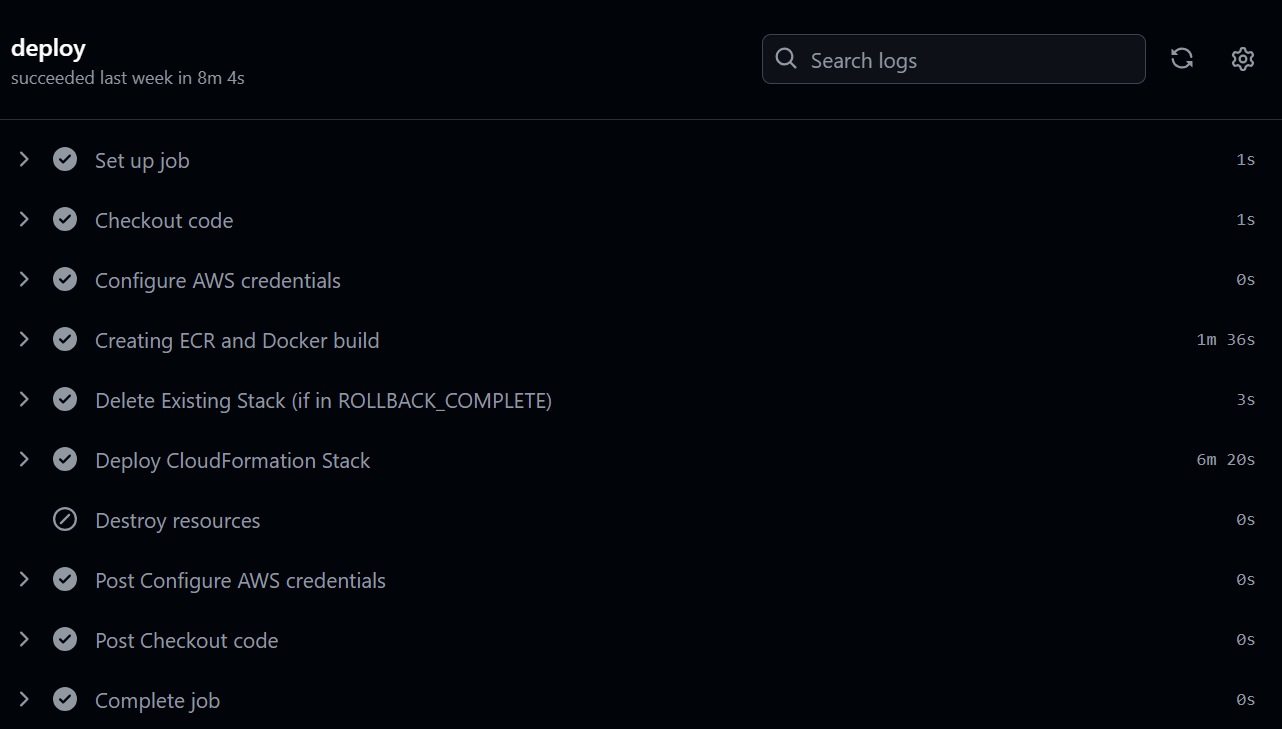 deploy
succeeded last week in 8m 4s
Search logs
Set up job 1s
Checkout code 1s
Configure AWS credentials 0s
Creating ECR and Docker build 1m 36s
Delete Existing Stack (if in ROLLBACK_COMPLETE) 3s
Deploy CloudFormation Stack 6m 20s
Destroy resources 0s
Post Configure AWS credentials 0s
Post Checkout code 0s
Complete job 0s